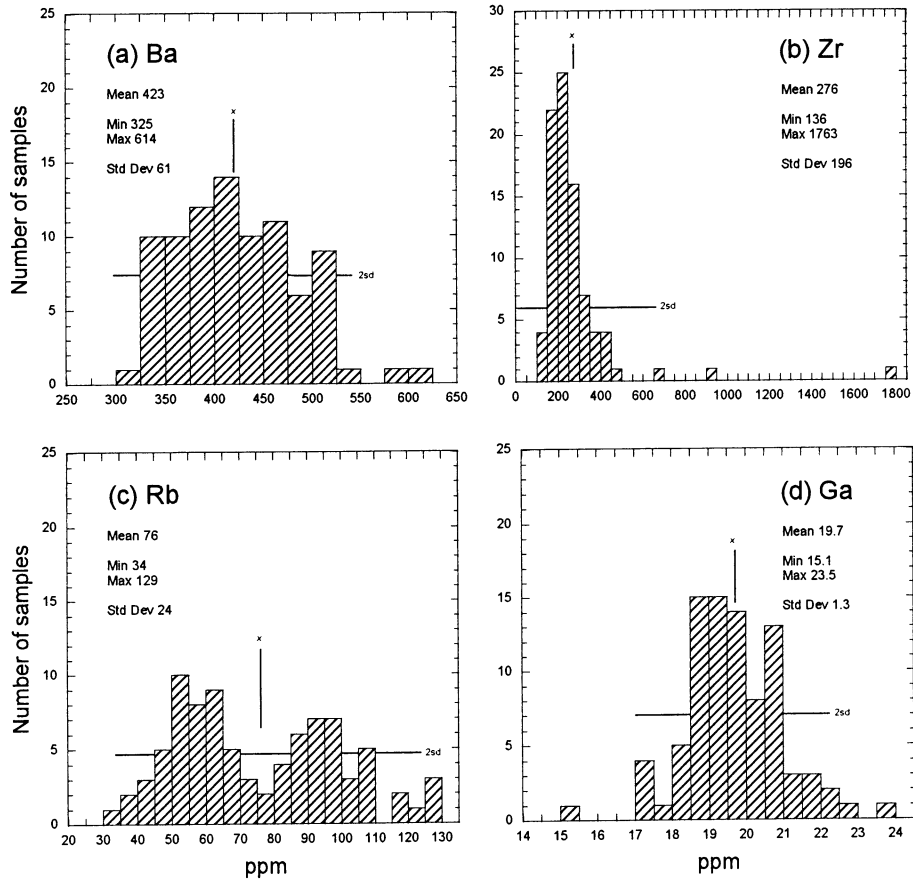 (a) Ba
Mean 423
Min 325
Max 614
Std Dev 61
x
2sd
Number of samples
25
20
15
10
5
0
250 300 350 400 450 500 550 600 650
(b) Zr
Mean 276
Min 136
Max 1763
Std Dev 196
x
2sd
30
25
20
15
10
5
0
0 200 400 600 800 1000 1200 1400 1600 1800
(c) Rb
Mean 76
Min 34
Max 129
Std Dev 24
x
2sd
Number of samples
25
20
15
10
5
0
20 30 40 50 60 70 80 90 100 110 120 130
ppm
(d) Ga
Mean 19.7
Min 15.1
Max 23.5
Std Dev 1.3
x
2sd
25
20
15
10
5
0
14 15 16 17 18 19 20 21 22 23 24
ppm